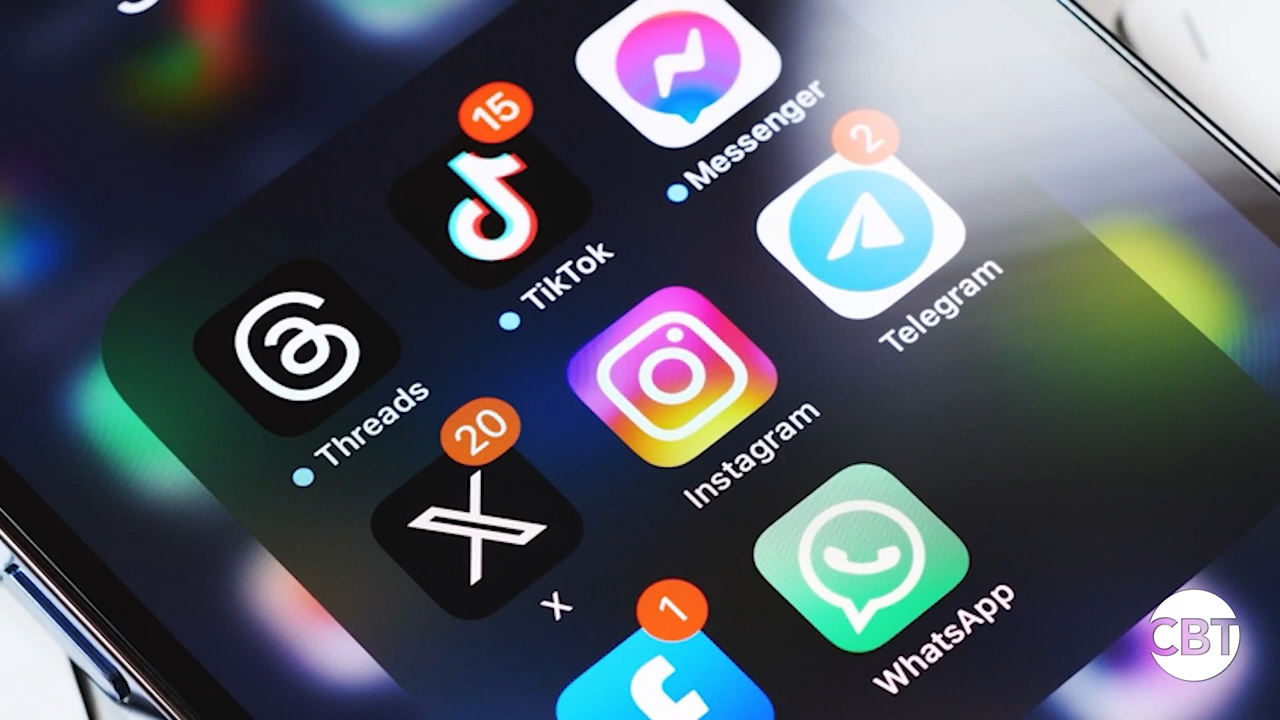 Messenger
15
TikTok
2
Telegram
Threads
Instagram
20
X
WhatsApp
1
CBT